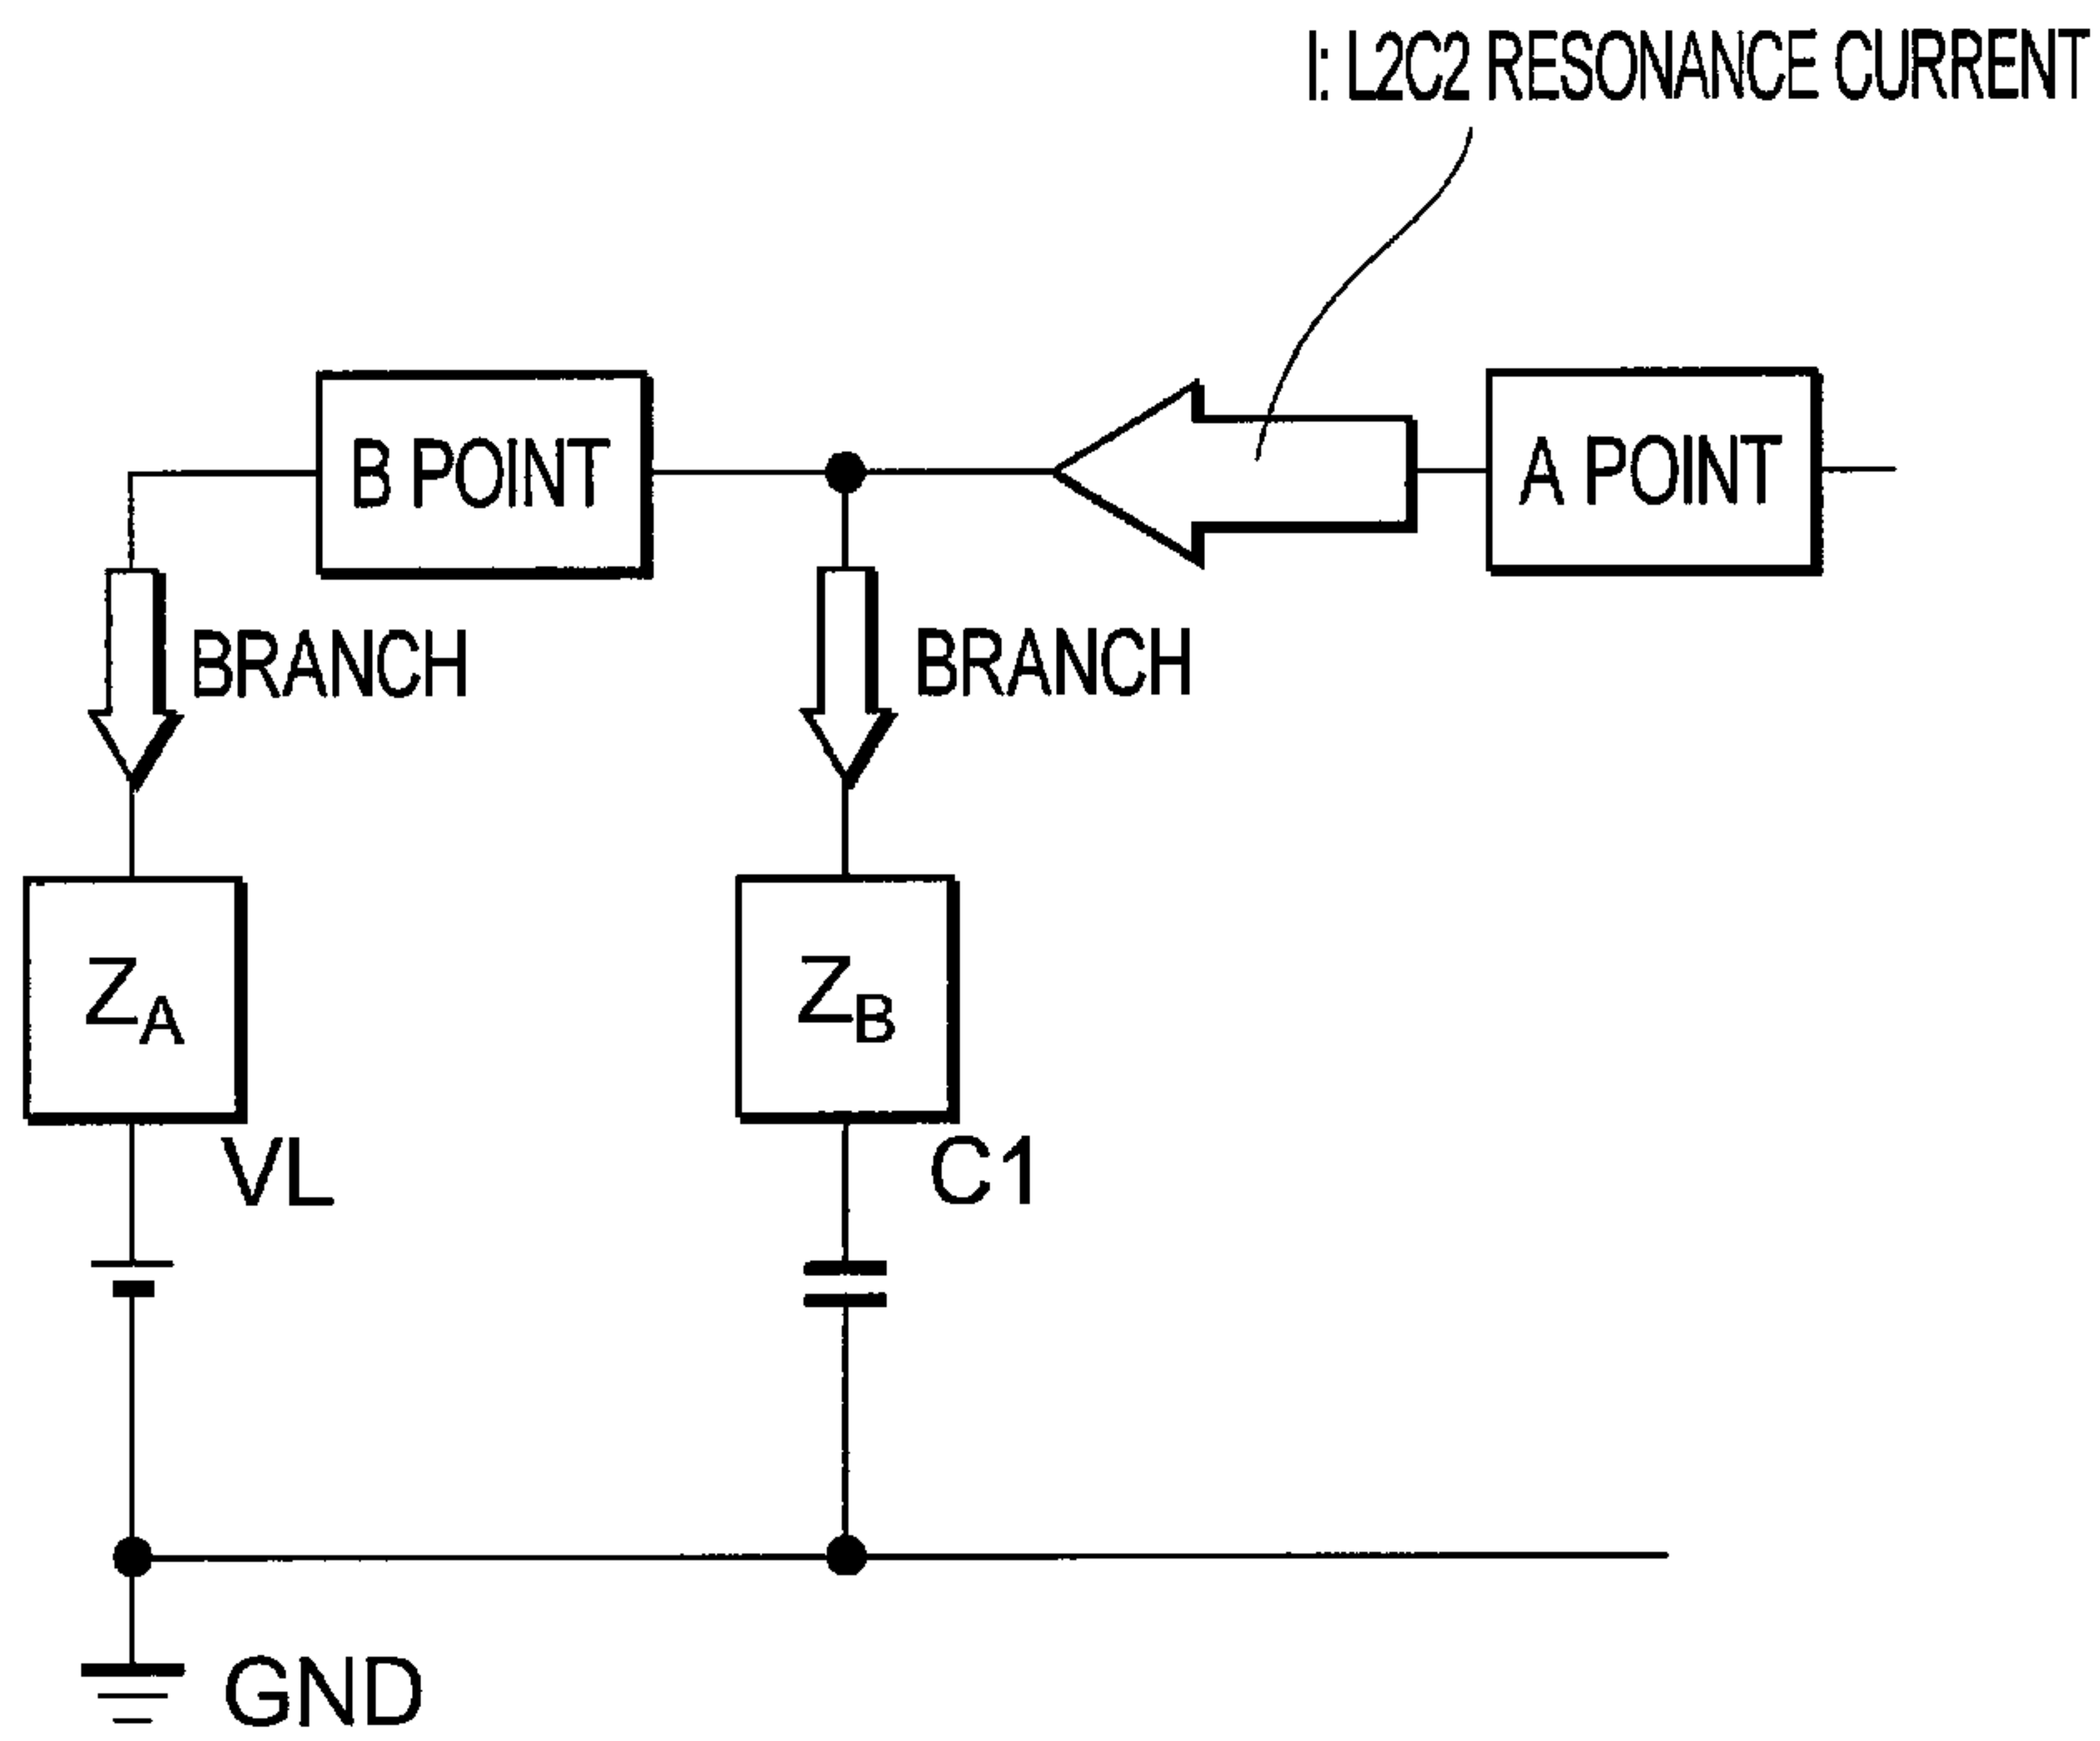 I: L2C2 RESONANCE CURRENT
B POINT
A POINT
BRANCH
BRANCH
ZA
ZB
VL
C1
GND